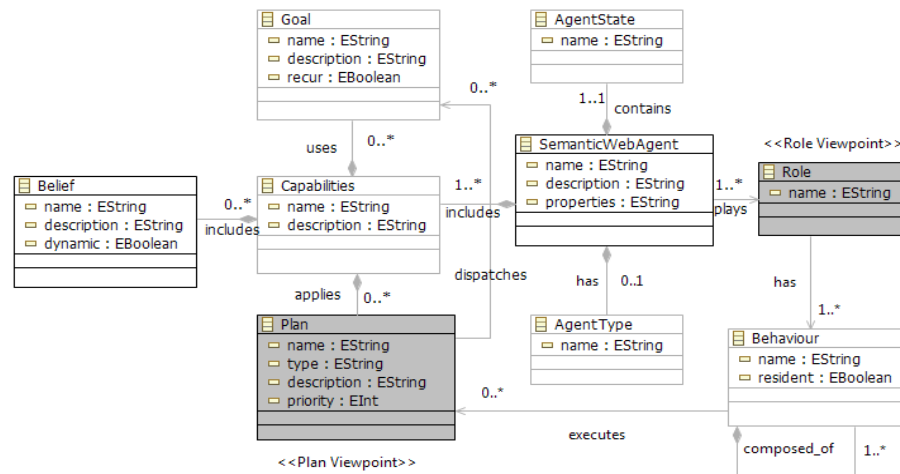 Goal
name : EString
description : EString
recur : EBoolean
AgentState
name : EString
0..*
1..1
contains
uses
0..*
<<Role Viewpoint>>
SemanticWebAgent
name : EString
description : EString
properties : EString
Role
name : EString
Belief
name : EString
description : EString
dynamic : EBoolean
0..*
includes
Capabilities
name : EString
description : EString
1..*
includes
1..*
plays
applies
0..*
dispatches
has
0..1
has
1..*
Plan
name : EString
type : EString
description : EString
priority : EInt
AgentType
name : EString
Behaviour
name : EString
resident : EBoolean
0..*
executes
composed_of
1..*
<<Plan Viewpoint>>